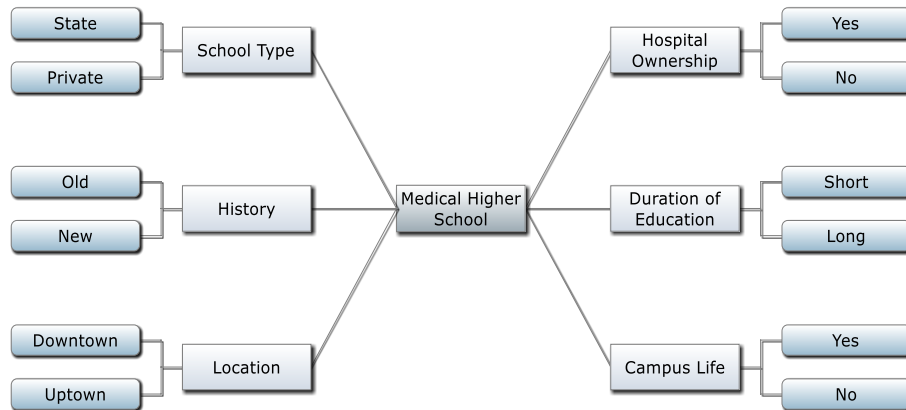 State
Private
School Type
Old
New
History
Downtown
Uptown
Location
Medical Higher
School
Hospital
Ownership
Yes
No
Duration of
Education
Short
Long
Campus Life
Yes
No